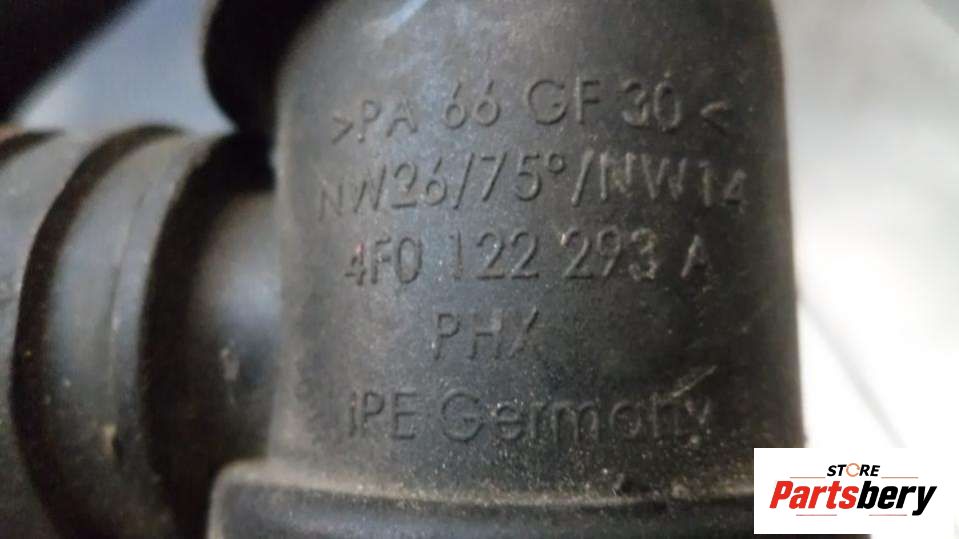 >PA 66 GF 30<
NW26/75°/NW14
4F0 122 293 A
PHX
iPE Germany
STORE
Partsbery